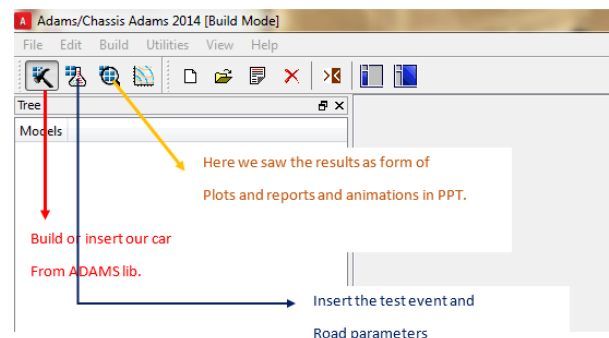 Adams/Chassis Adams 2014 [Build Mode]
File Edit Build Utilities View Help
Tree
Models
Here we saw the results as form of
Plots and reports and animations in PPT.
Build or insert our car
From ADAMS lib.
Insert the test event and
Road parameters